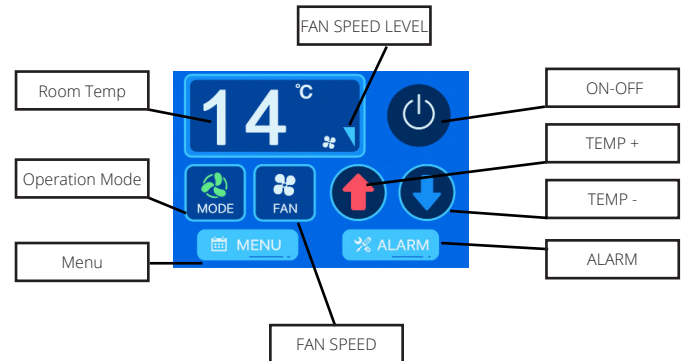 FAN SPEED LEVEL
Room Temp
14 °C
ON-OFF
TEMP +
Operation Mode
MODE
FAN
TEMP -
MENU
ALARM
Menu
ALARM
FAN SPEED